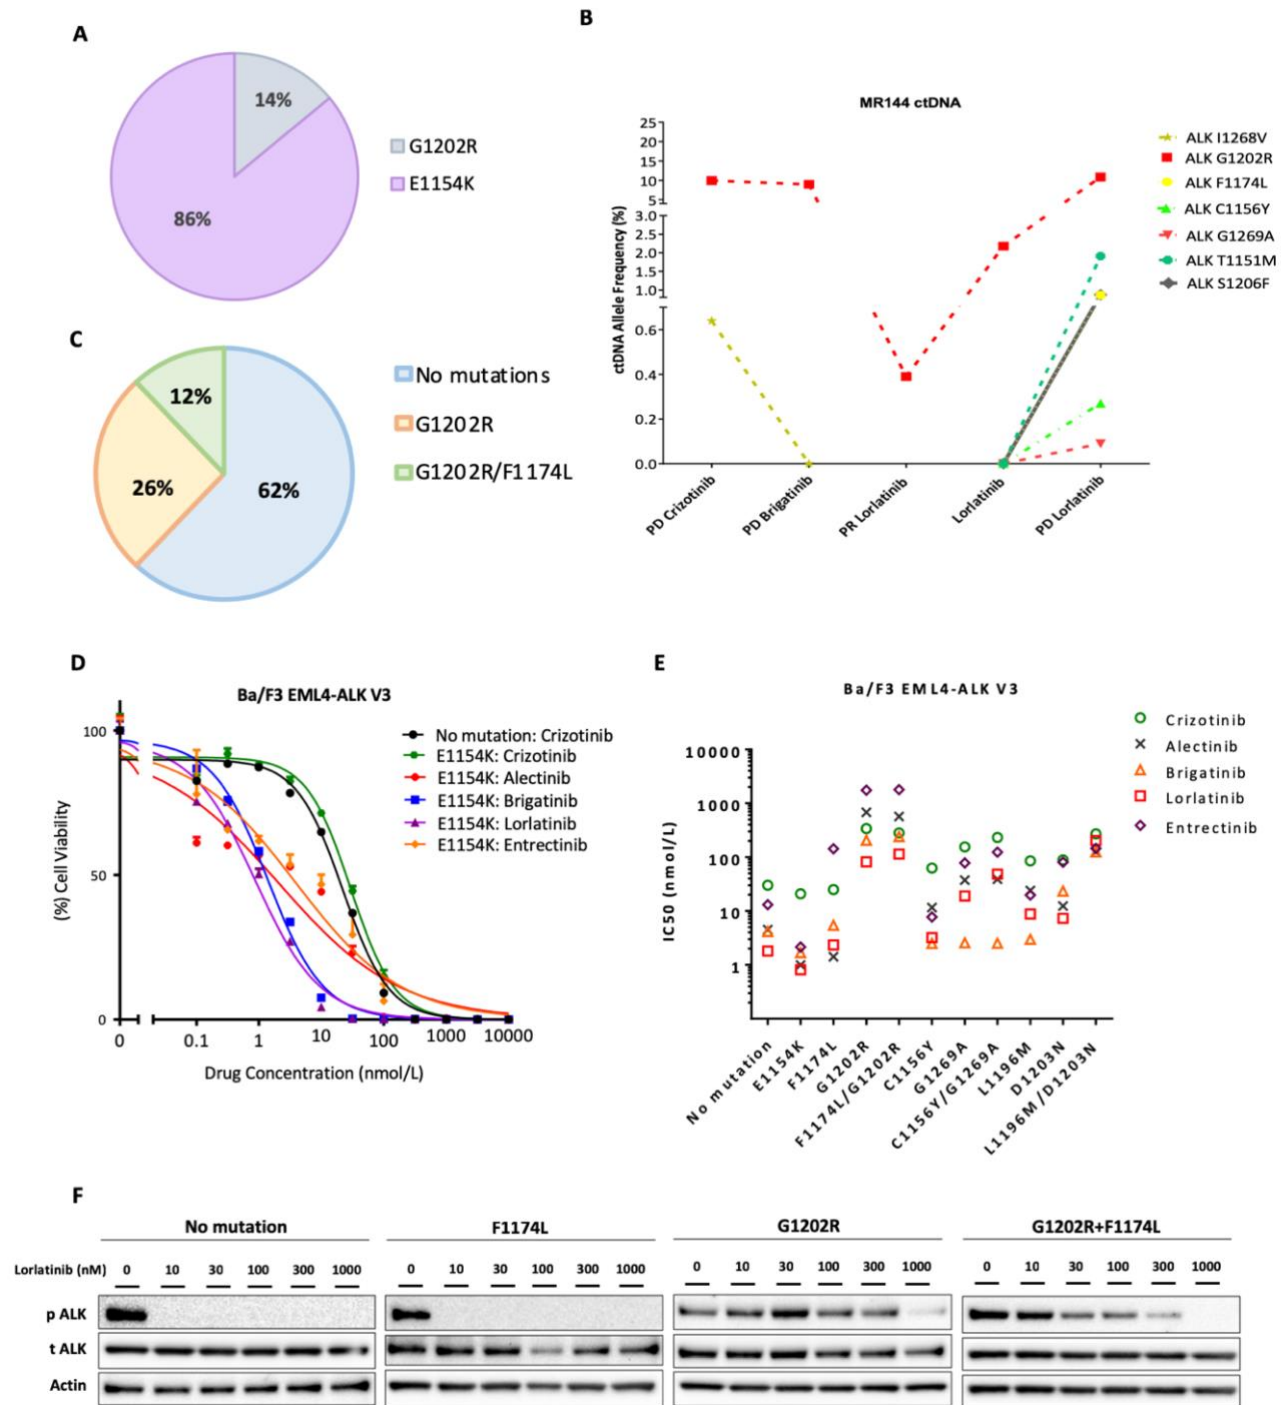 A
14%
86%
G1202R
E1154K
B
MR144 ctDNA
ctDNA Allele Frequency (%)
25
20
15
10
5
3.0
2.5
2.0
1.5
1.0
0.6
0.4
0.2
0.0
PD Crizotinib
PD Brigatinib
PR Lorlatinib
Lorlatinib
PD Lorlatinib
ALK I1268V
ALK G1202R
ALK F1174L
ALK C1156Y
ALK G1269A
ALK T1151M
ALK S1206F
C
12%
26%
62%
No mutations
G1202R
G1202R/F1174L
D
Ba/F3 EML4-ALK V3
(%) Cell Viability
100
50
0
0 0.1 1 10 100 1000 10000
Drug Concentration (nmol/L)
No mutation: Crizotinib
E1154K: Crizotinib
E1154K: Alectinib
E1154K: Brigatinib
E1154K: Lorlatinib
E1154K: Entrectinib
E
Ba/F3 EML4-ALK V3
IC50 (nmol/L)
10000
1000
100
10
1
No mutation
E1154K
F1174L
G1202R
F1174L/G1202R
C1156Y
G1269A
C1156Y/G1269A
L1196M
D1203N
L1196M/D1203N
Crizotinib
Alectinib
Brigatinib
Lorlatinib
Entrectinib
F
No mutation F1174L G1202R G1202R+F1174L
Lorlatinib (nM) 0 10 30 100 300 1000 0 10 30 100 300 1000 0 10 30 100 300 1000 0 10 30 100 300 1000
p ALK
t ALK
Actin